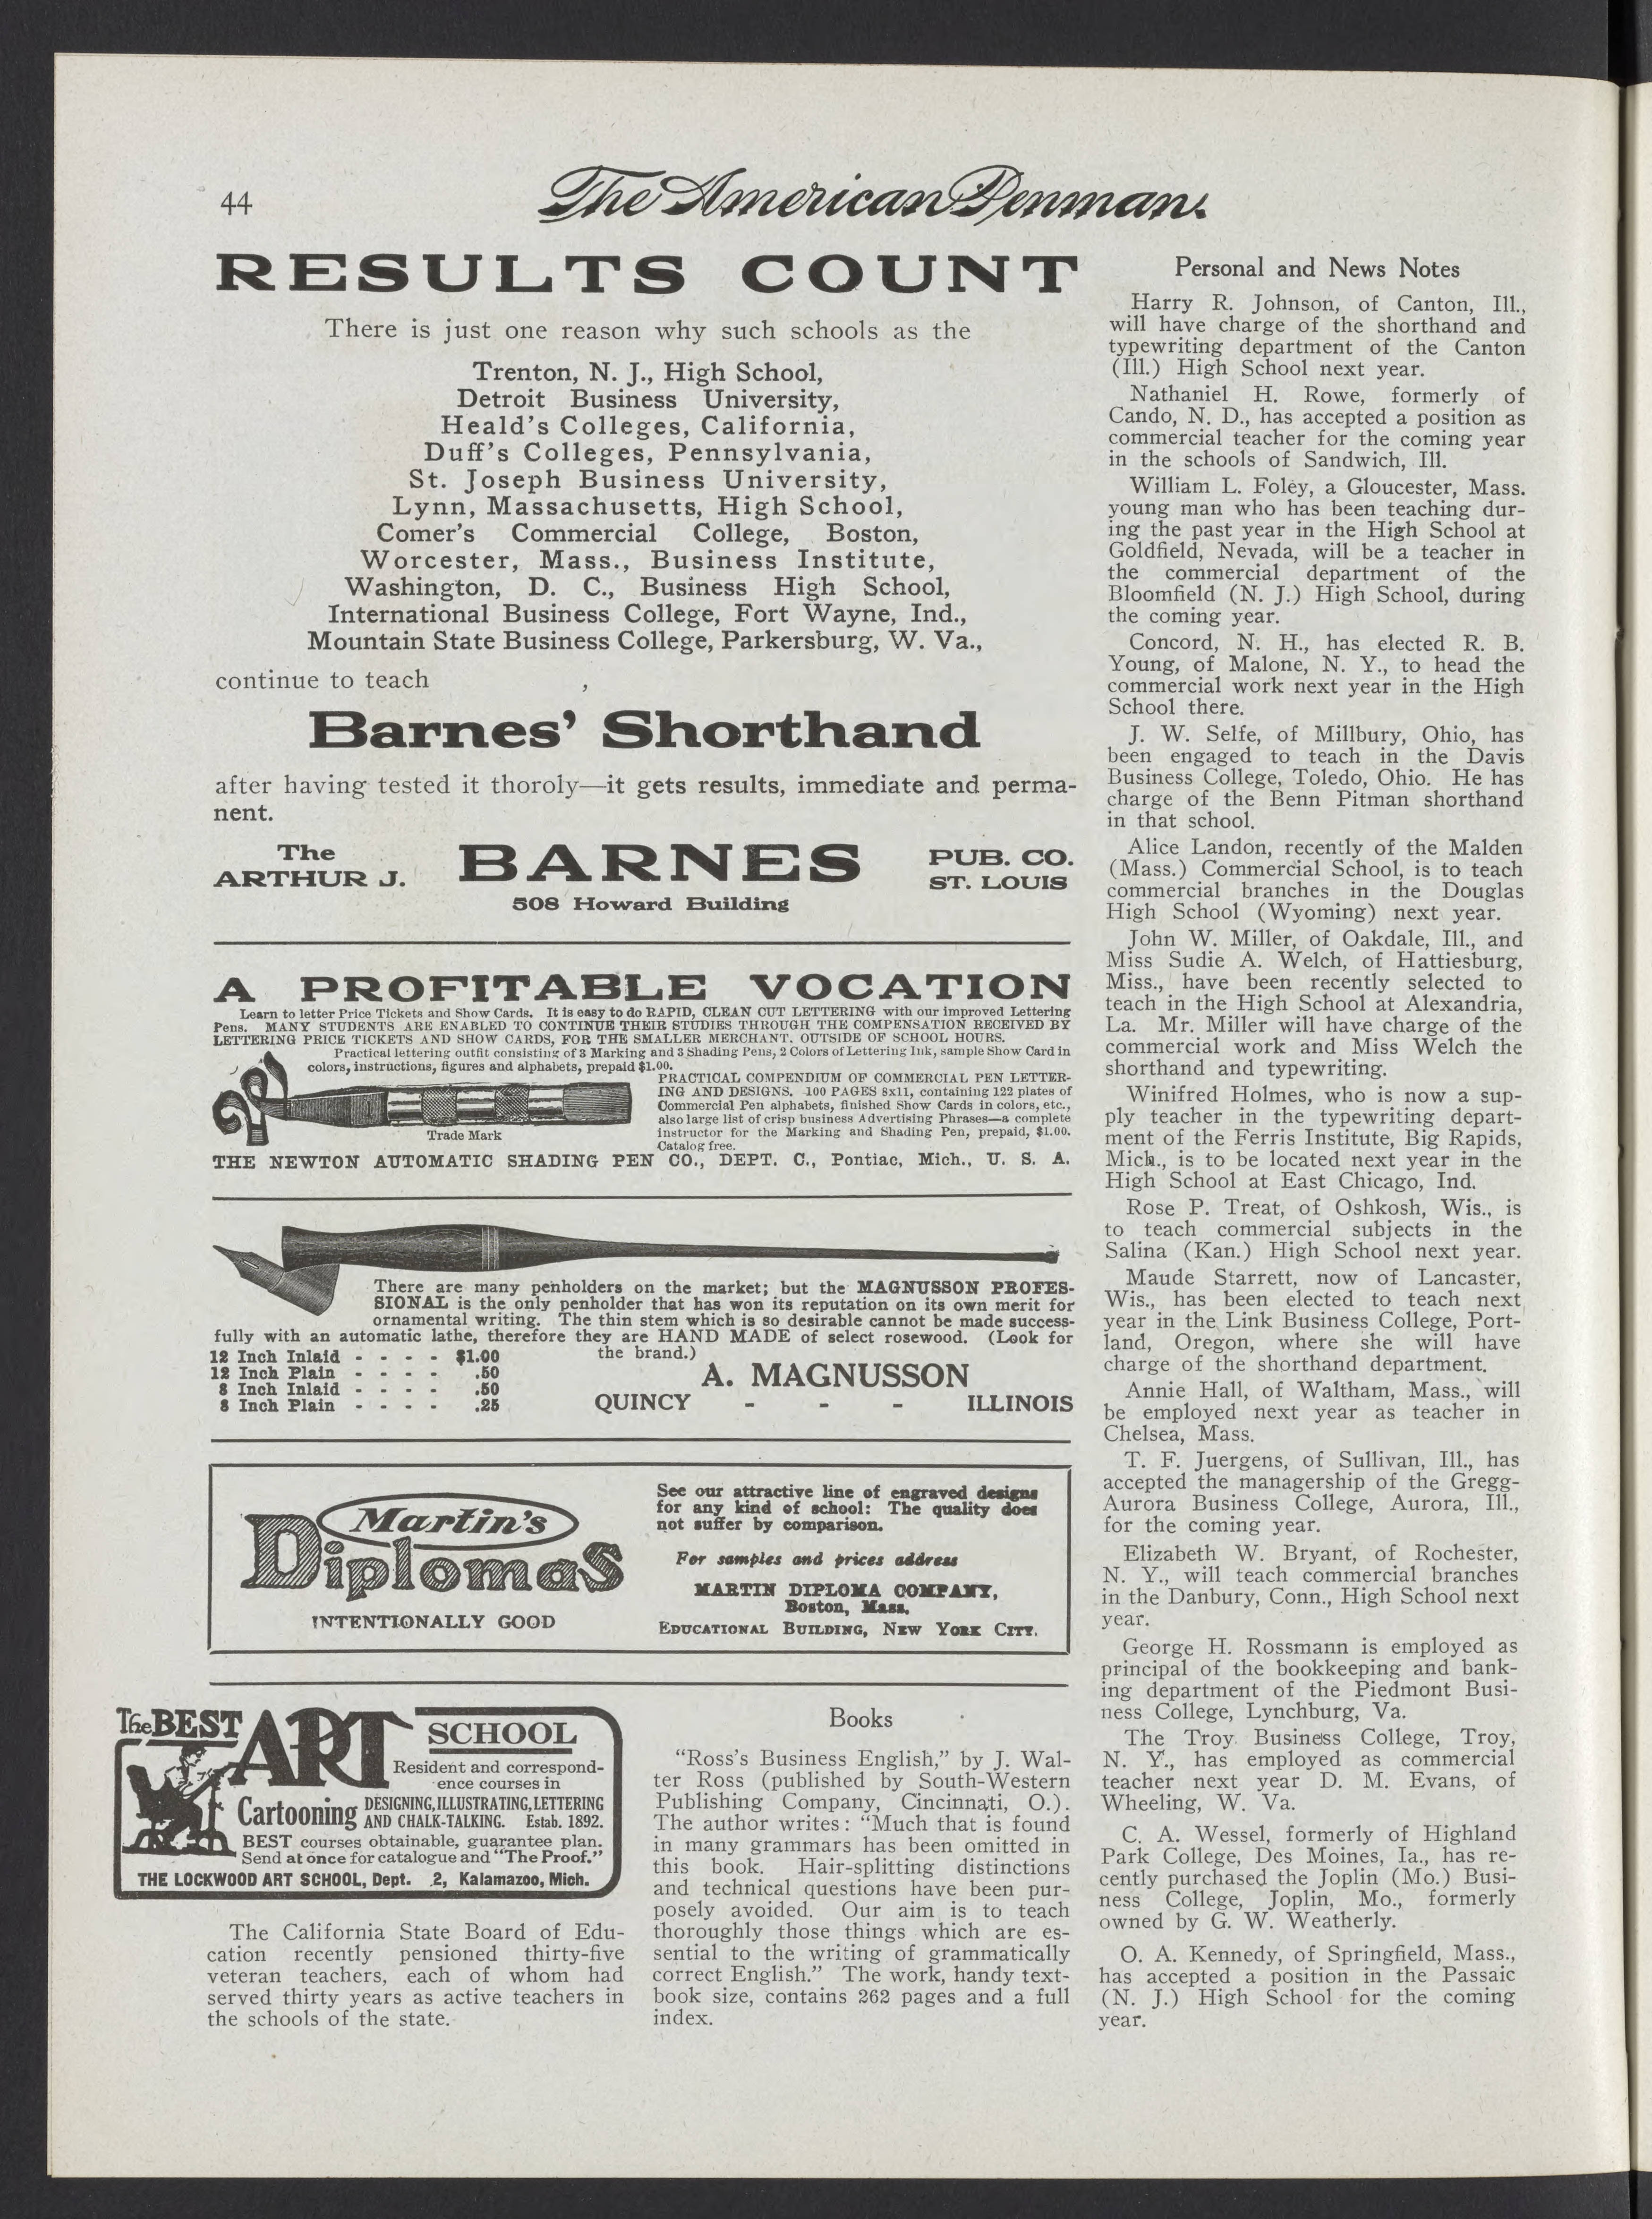 44
The American Penman.
RESULTS COUNT
There is just one reason why such schools as the
Trenton, N. J., High School,
Detroit Business University,
Heald's Colleges, California,
Duff's Colleges, Pennsylvania,
St. Joseph Business University,
Lynn, Massachusetts, High School,
Comer's Commercial College, Boston,
Worcester, Mass., Business Institute,
Washington, D. C., Business High School,
International Business College, Fort Wayne, Ind.,
Mountain State Business College, Parkersburg, W. Va.,
continue to teach
Barnes' Shorthand
after having tested it thoroly—it gets results, immediate and perma-
nent.
The
ARTHUR J.
BARNES
PUB. CO.
ST. LOUIS
508 Howard Building
A PROFITABLE VOCATION
Learn to letter Price Tickets and Show Cards. It is easy to do RAPID, CLEAN CUT LETTERING with our improved Lettering
Pens. MANY STUDENTS ARE ENABLED TO CONTINUE THEIR STUDIES THROUGH THE COMPENSATION RECEIVED BY
LETTERING PRICE TICKETS AND SHOW CARDS, FOR THE SMALLER MERCHANT, OUTSIDE OF SCHOOL HOURS.
Practical lettering outfit consisting of 3 Marking and 3 Shading Pens, 2 Colors of Lettering Ink, sample Show Card in
colors, instructions, figures and alphabets, prepaid $1.00.
PRACTICAL COMPENDIUM OF COMMERCIAL PEN LETTER-
ING AND DESIGNS. 100 PAGES 8x11, containing 122 plates of
Commercial Pen alphabets, finished Show Cards in colors, etc.,
also large list of crisp business Advertising Phrases—a complete
instructor for the Marking and Shading Pen, prepaid, $1.00.
Catalog free.
Trade Mark
THE NEWTON AUTOMATIC SHADING PEN CO., DEPT. C., Pontiac, Mich., U. S. A.
There are many penholders on the market; but the MAGNUSSON PROFES-
SIONAL is the only penholder that has won its reputation on its own merit for
ornamental writing. The thin stem which is so desirable cannot be made success-
fully with an automatic lathe, therefore they are HAND MADE of select rosewood. (Look for
the brand.)
12 Inch Inlaid - - - - $1.00
12 Inch Plain - - - - .50
8 Inch Inlaid - - - - .50
8 Inch Plain - - - - .25
A. MAGNUSSON
QUINCY - - - ILLINOIS
Martin's
Diplomas
INTENTIONALLY GOOD
See our attractive line of engraved designs
for any kind of school: The quality does
not suffer by comparison.
For samples and prices address
MARTIN DIPLOMA COMPANY,
Boston, Mass.
EDUCATIONAL BUILDING, NEW YORK CITY.
The BEST ART SCHOOL
Resident and correspond-
ence courses in
Cartooning DESIGNING, ILLUSTRATING, LETTERING
AND CHALK-TALKING. Estab. 1892.
BEST courses obtainable, guarantee plan.
Send at once for catalogue and "The Proof."
THE LOCKWOOD ART SCHOOL, Dept. 2, Kalamazoo, Mich.
The California State Board of Edu-
cation recently pensioned thirty-five
veteran teachers, each of whom had
served thirty years as active teachers in
the schools of the state.
Books
"Ross's Business English," by J. Wal-
ter Ross (published by South-Western
Publishing Company, Cincinnati, O.).
The author writes: "Much that is found
in many grammars has been omitted in
this book. Hair-splitting distinctions
and technical questions have been pur-
posely avoided. Our aim is to teach
thoroughly those things which are es-
sential to the writing of grammatically
correct English." The work, handy text-
book size, contains 262 pages and a full
index.
Personal and News Notes
Harry R. Johnson, of Canton, Ill.,
will have charge of the shorthand and
typewriting department of the Canton
(Ill.) High School next year.
Nathaniel H. Rowe, formerly of
Cando, N. D., has accepted a position as
commercial teacher for the coming year
in the schools of Sandwich, Ill.
William L. Foley, a Gloucester, Mass.
young man who has been teaching dur-
ing the past year in the High School at
Goldfield, Nevada, will be a teacher in
the commercial department of the
Bloomfield (N. J.) High School, during
the coming year.
Concord, N. H., has elected R. B.
Young, of Malone, N. Y., to head the
commercial work next year in the High
School there.
J. W. Selfe, of Millbury, Ohio, has
been engaged to teach in the Davis
Business College, Toledo, Ohio. He has
charge of the Benn Pitman shorthand
in that school.
Alice Landon, recently of the Malden
(Mass.) Commercial School, is to teach
commercial branches in the Douglas
High School (Wyoming) next year.
John W. Miller, of Oakdale, Ill., and
Miss Sudie A. Welch, of Hattiesburg,
Miss., have been recently selected to
teach in the High School at Alexandria,
La. Mr. Miller will have charge of the
commercial work and Miss Welch the
shorthand and typewriting.
Winifred Holmes, who is now a sup-
ply teacher in the typewriting depart-
ment of the Ferris Institute, Big Rapids,
Mich., is to be located next year in the
High School at East Chicago, Ind.
Rose P. Treat, of Oshkosh, Wis., is
to teach commercial subjects in the
Salina (Kan.) High School next year.
Maude Starrett, now of Lancaster,
Wis., has been elected to teach next
year in the Link Business College, Port-
land, Oregon, where she will have
charge of the shorthand department.
Annie Hall, of Waltham, Mass., will
be employed next year as teacher in
Chelsea, Mass.
T. F. Juergens, of Sullivan, Ill., has
accepted the managership of the Gregg-
Aurora Business College, Aurora, Ill.,
for the coming year.
Elizabeth W. Bryant, of Rochester,
N. Y., will teach commercial branches
in the Danbury, Conn., High School next
year.
George H. Rossmann is employed as
principal of the bookkeeping and bank-
ing department of the Piedmont Busi-
ness College, Lynchburg, Va.
The Troy Business College, Troy,
N. Y., has employed as commercial
teacher next year D. M. Evans, of
Wheeling, W. Va.
C. A. Wessel, formerly of Highland
Park College, Des Moines, Ia., has re-
cently purchased the Joplin (Mo.) Busi-
ness College, Joplin, Mo., formerly
owned by G. W. Weatherly.
O. A. Kennedy, of Springfield, Mass.,
has accepted a position in the Passaic
(N. J.) High School for the coming
year.